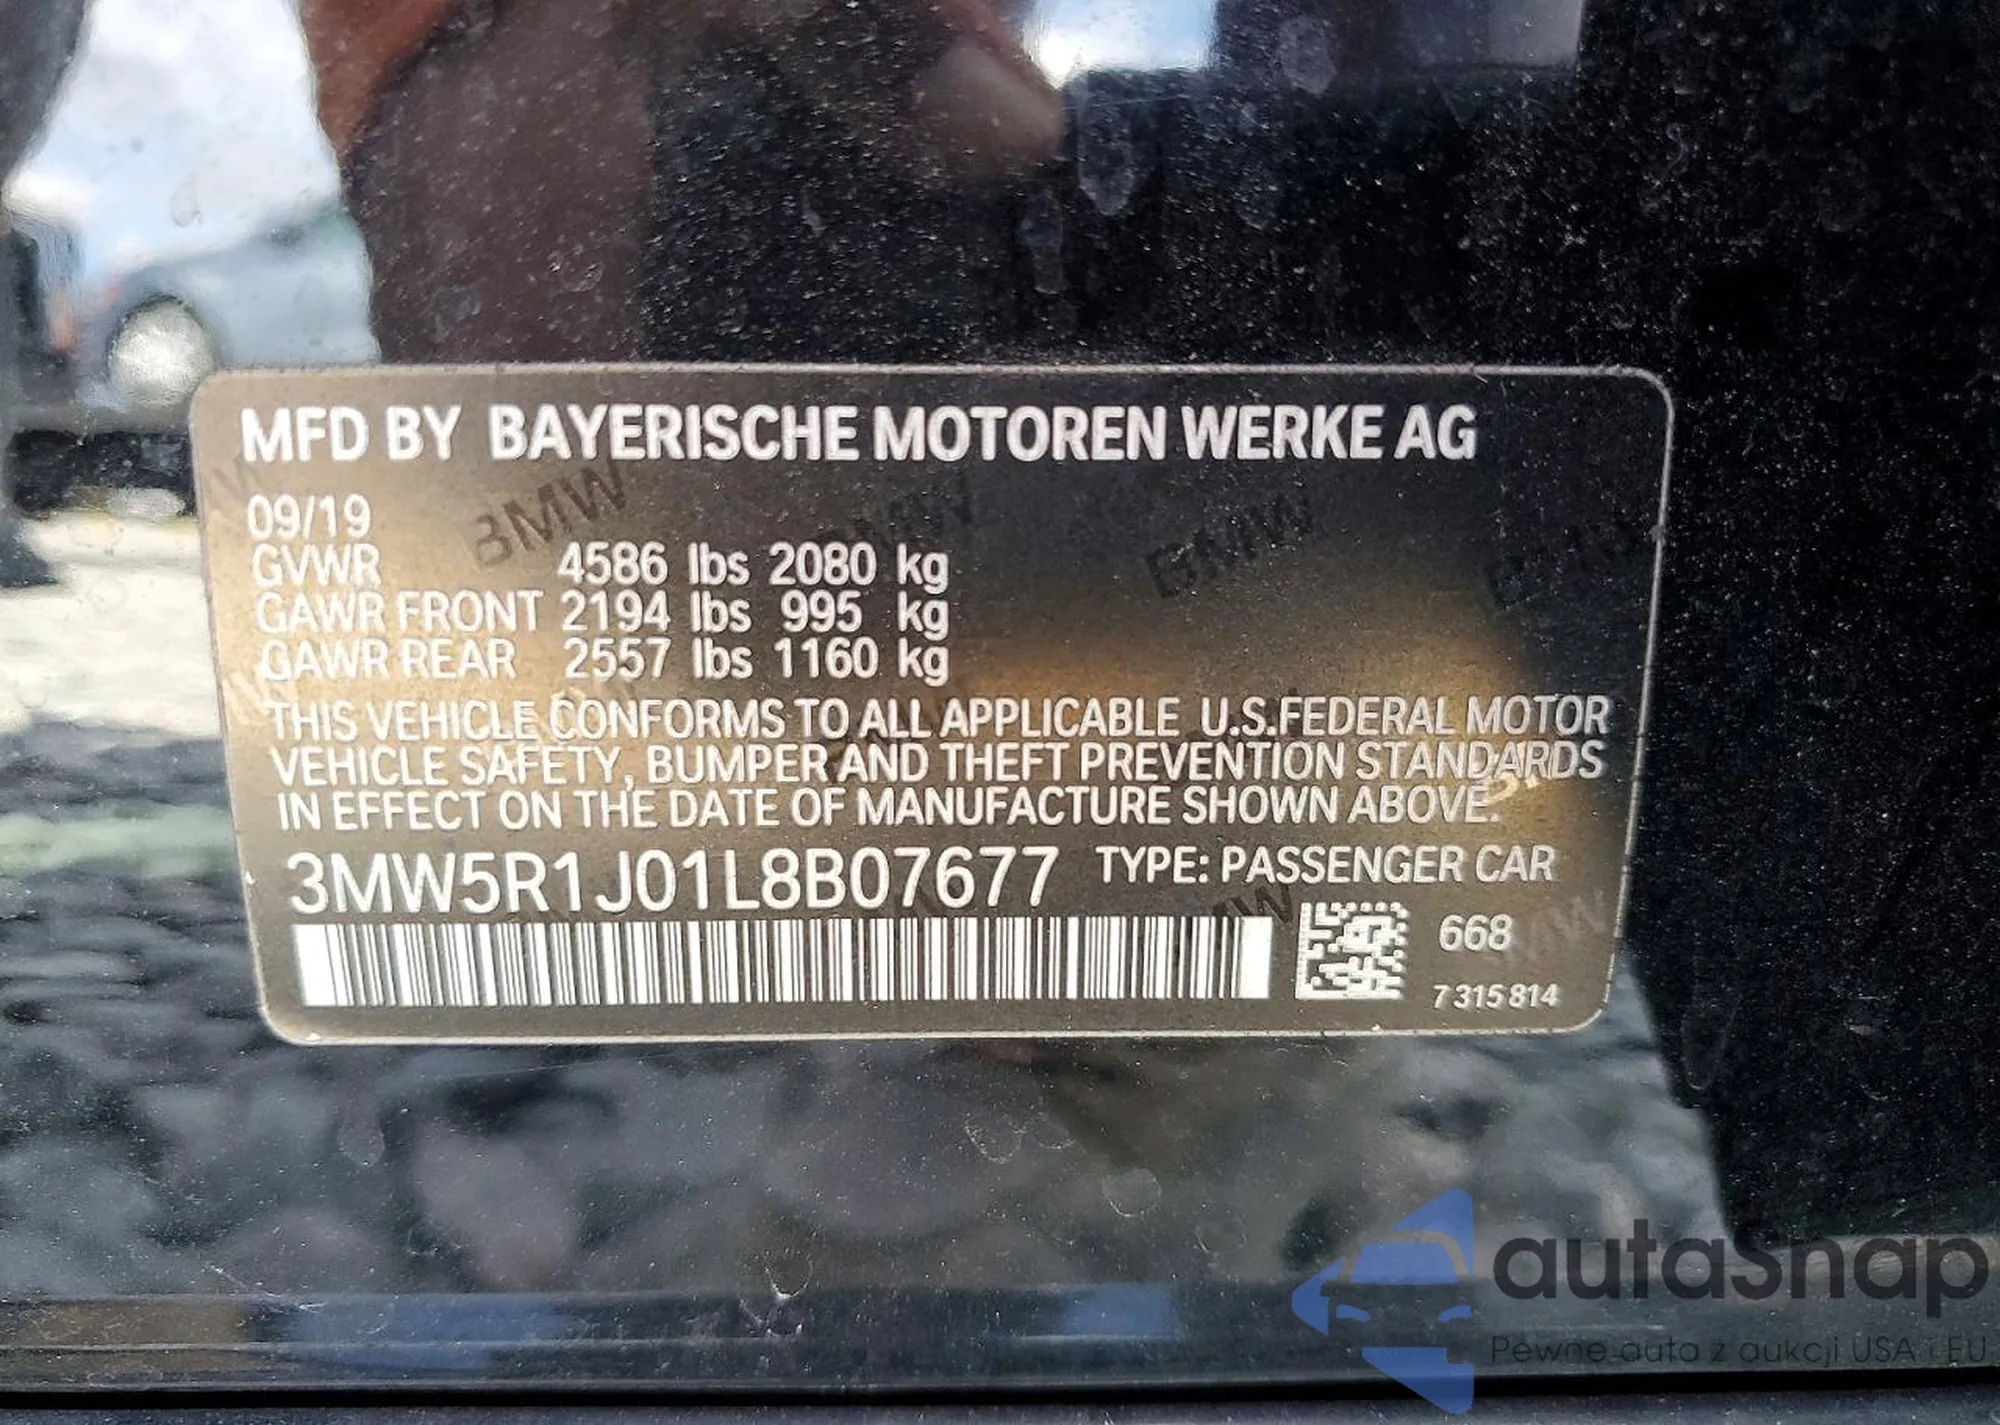 MFD BY BAYERISCHE MOTOREN WERKE AG
09/19
GVWR 4586 lbs 2080 kg
GAWR FRONT 2194 lbs 995 kg
GAWR REAR 2557 lbs 1160 kg
THIS VEHICLE CONFORMS TO ALL APPLICABLE U.S.FEDERAL MOTOR
VEHICLE SAFETY, BUMPER AND THEFT PREVENTION STANDARDS
IN EFFECT ON THE DATE OF MANUFACTURE SHOWN ABOVE.
3MW5R1J01L8B07677 TYPE: PASSENGER CAR
668
7 315 814
autasnap
Pewne auta z aukcji USA i EU